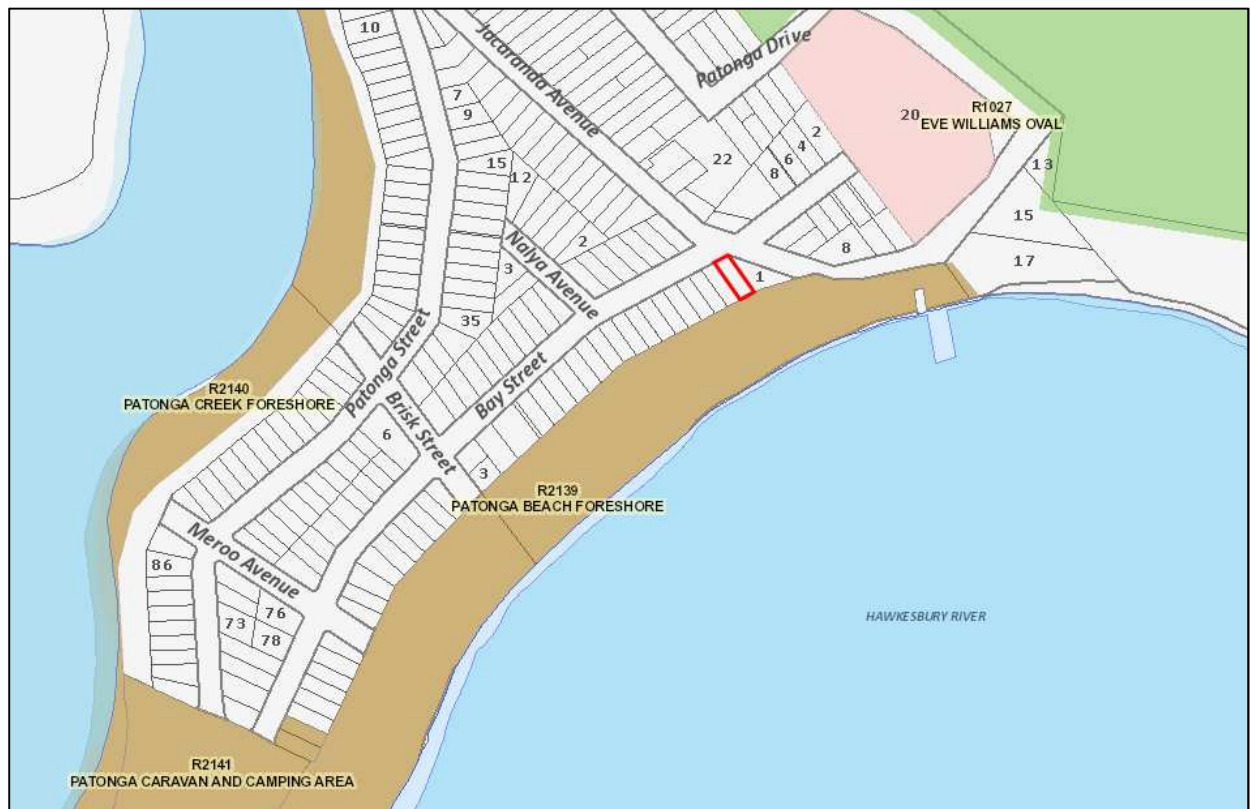 10
Jacaranda Avenue
Patonga Drive
7
9
20
R1027
EVE WILLIAMS OVAL
2
4
6
8
22
13
15
12
15
2
Nalya Avenue
3
8
1
17
35
Patonga Street
R2140
PATONGA CREEK FORESHORE
Bay Street
Brisk Street
6
3
R2139
PATONGA BEACH FORESHORE
Meroo Avenue
86
76
73
78
HAWKESBURY RIVER
R2141
PATONGA CARAVAN AND CAMPING AREA